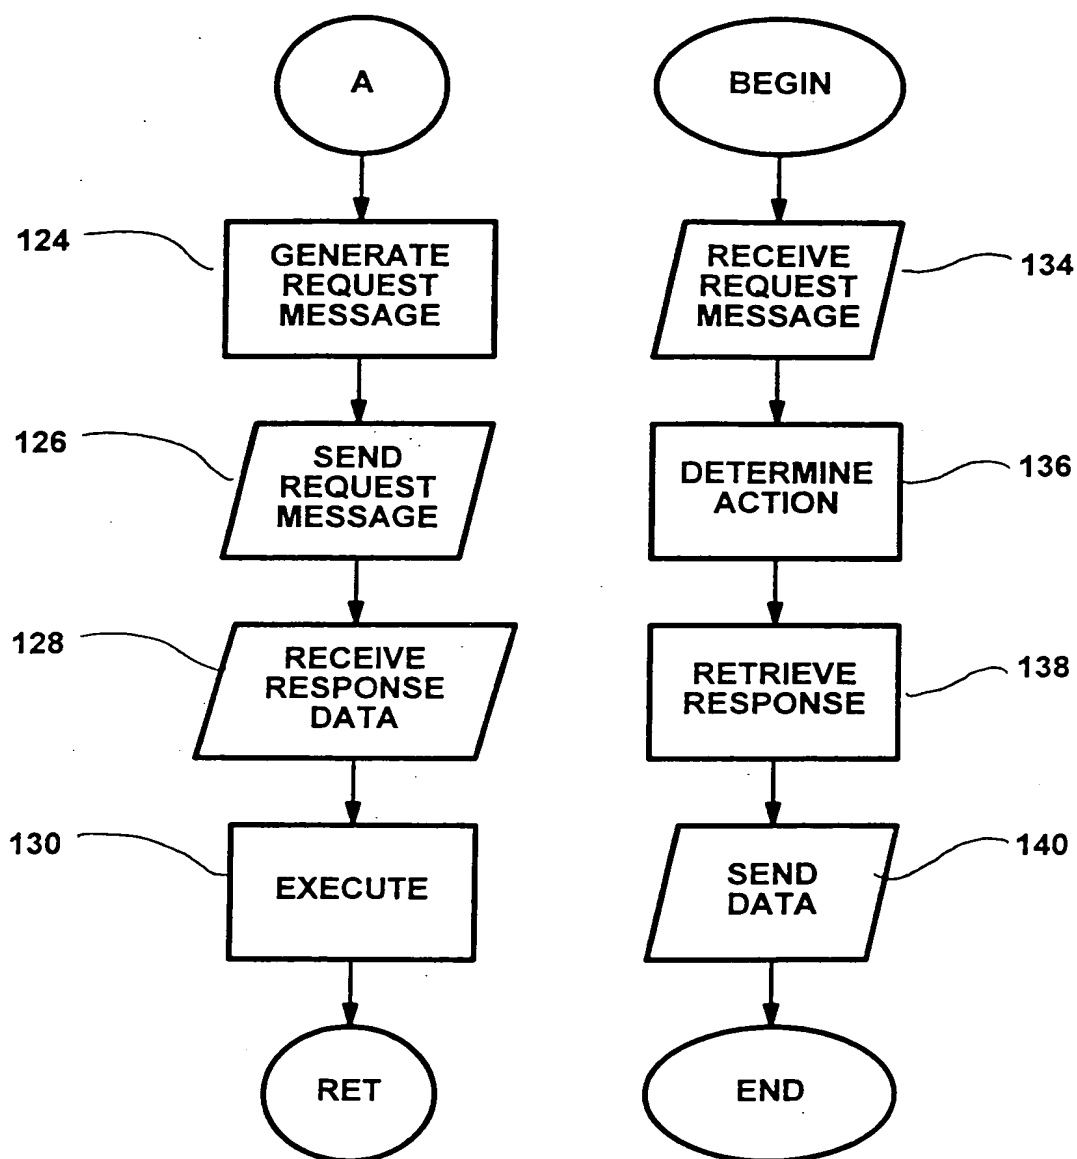 A
124
GENERATE
REQUEST
MESSAGE
126
SEND
REQUEST
MESSAGE
128
RECEIVE
RESPONSE
DATA
130
EXECUTE
RET
BEGIN
RECEIVE
REQUEST
MESSAGE
134
DETERMINE
ACTION
136
RETRIEVE
RESPONSE
138
SEND
DATA
140
END